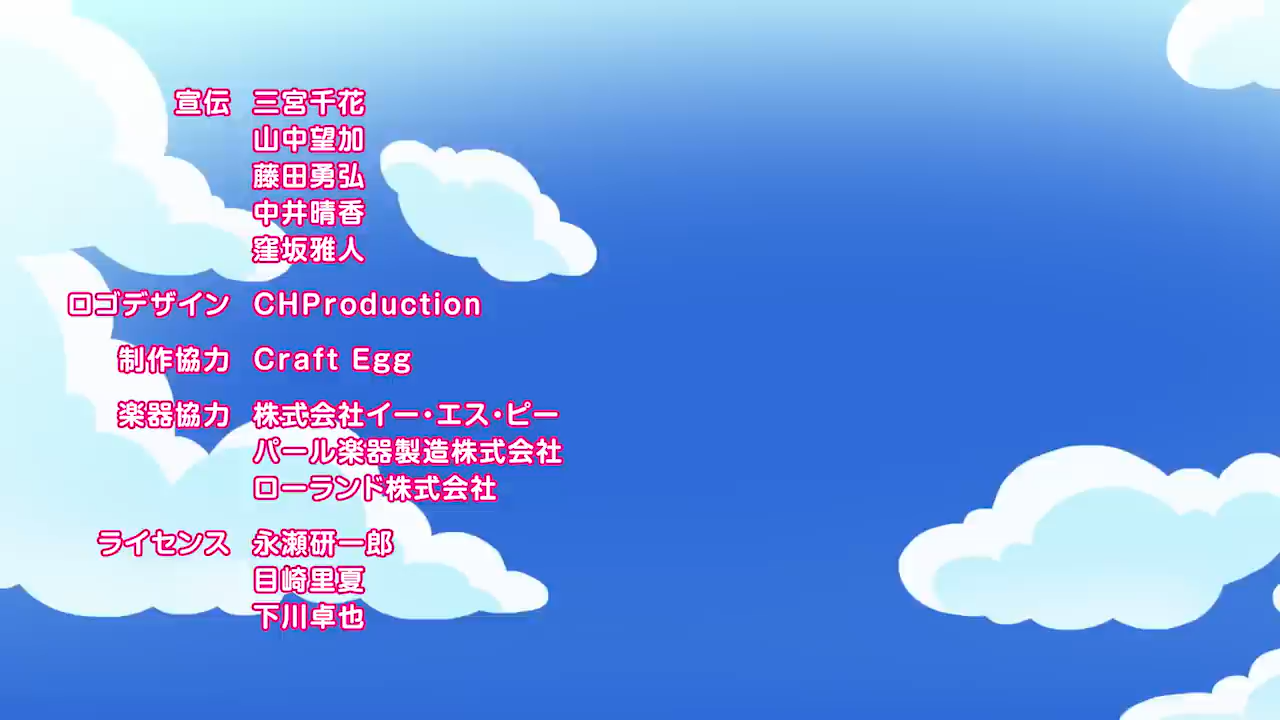 宣伝 三宮千花
山中望加
藤田勇弘
中井晴香
窪坂雅人
ロゴデザイン CHProduction
制作協力 Craft Egg
楽器協力 株式会社イー・エス・ピー
パール楽器製造株式会社
ローランド株式会社
ライセンス 永瀬研一郎
目崎里夏
下川卓也